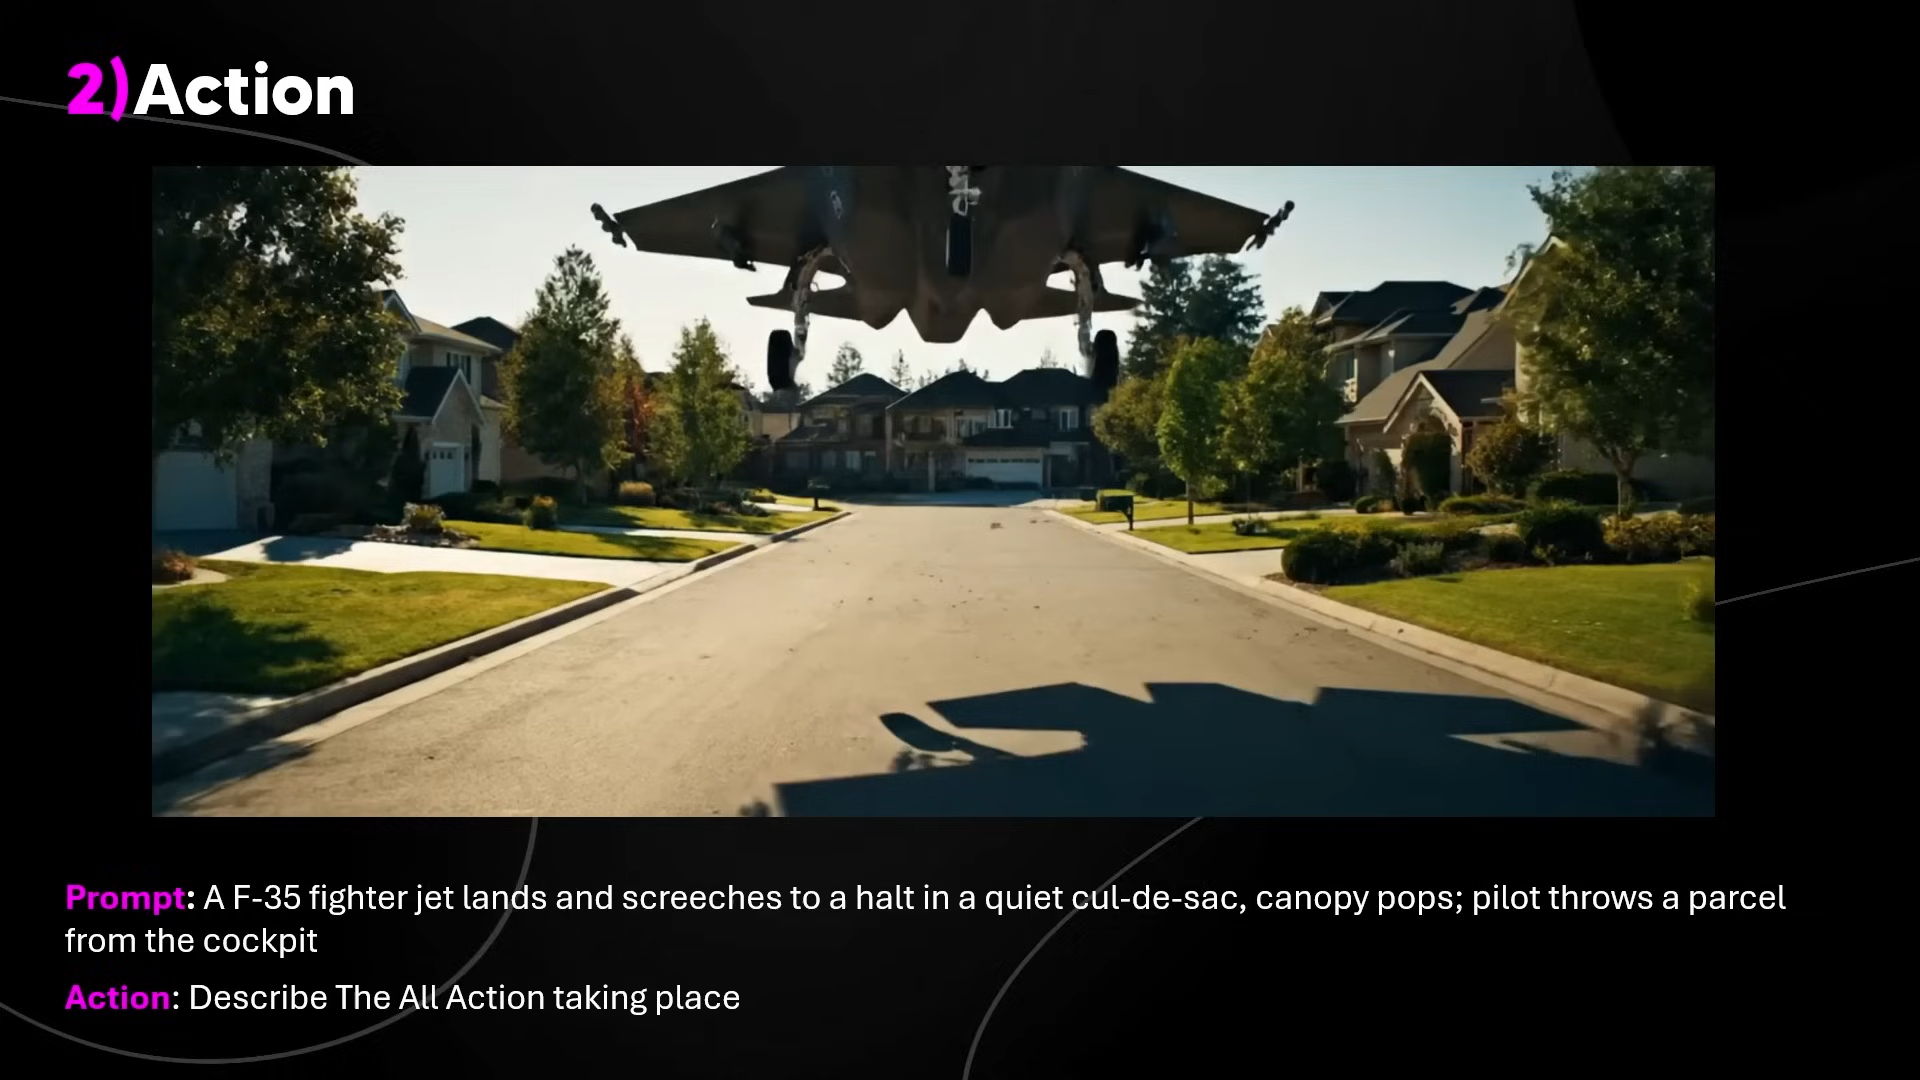 2)Action
Prompt: A F-35 fighter jet lands and screeches to a halt in a quiet cul-de-sac, canopy pops; pilot throws a parcel
from the cockpit
Action: Describe The All Action taking place